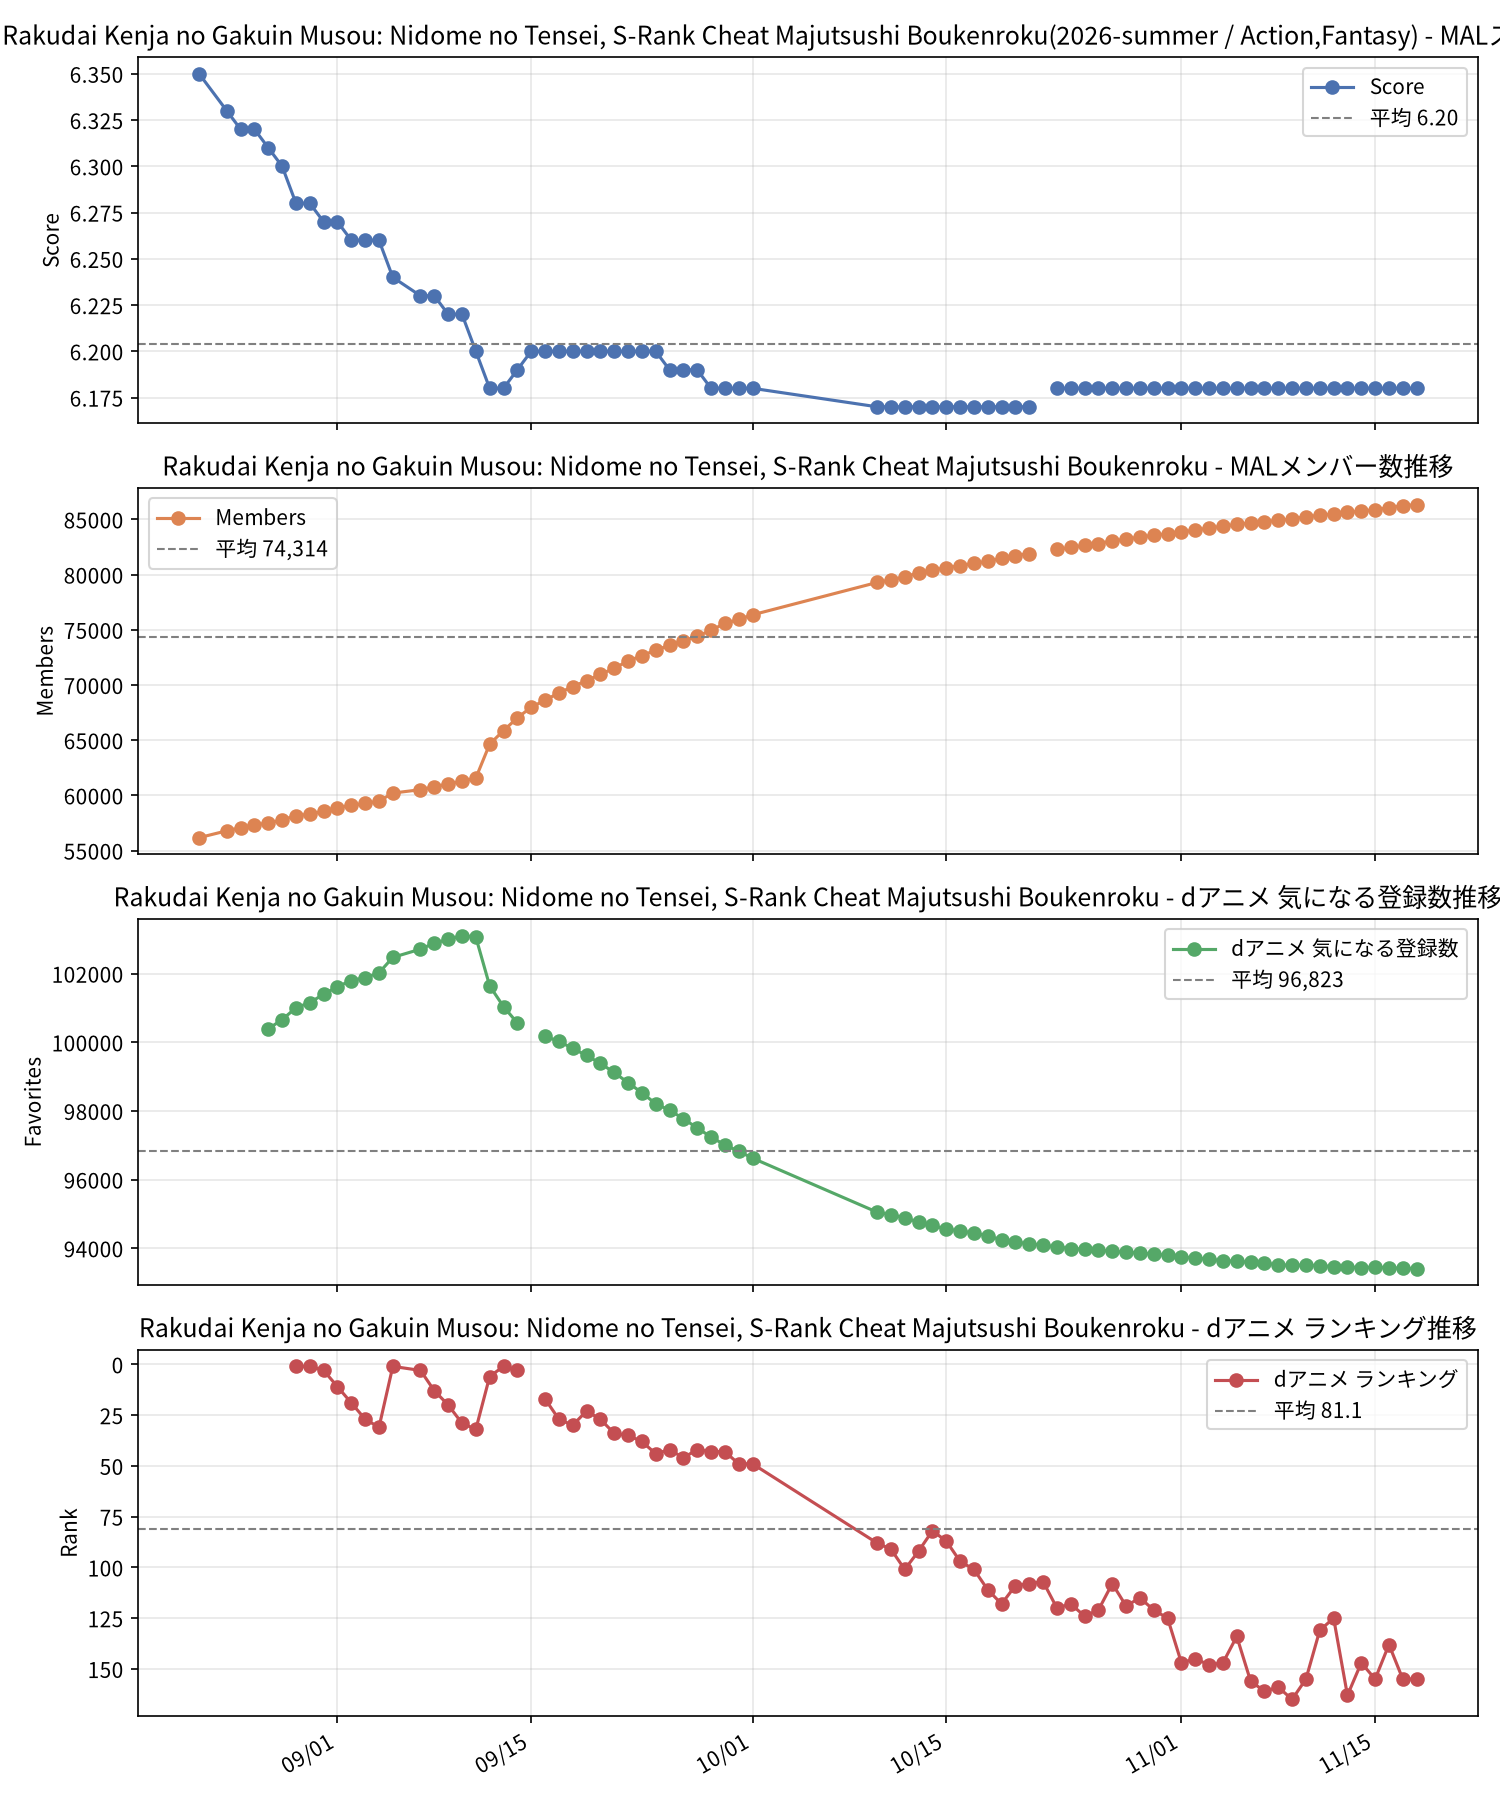 Rakudai Kenja no Gakuin Musou: Nidome no Tensei, S-Rank Cheat Majutsushi Boukenroku(2026-summer / Action,Fantasy) - MAL
Score
平均 6.20
6.350
6.325
6.300
6.275
6.250
6.225
6.200
6.175
Score
Rakudai Kenja no Gakuin Musou: Nidome no Tensei, S-Rank Cheat Majutsushi Boukenroku - MALメンバー数推移
Members
平均 74,314
85000
80000
75000
70000
65000
60000
55000
Members
Rakudai Kenja no Gakuin Musou: Nidome no Tensei, S-Rank Cheat Majutsushi Boukenroku - dアニメ 気になる登録数推移
dアニメ 気になる登録数
平均 96,823
102000
100000
98000
96000
94000
Favorites
Rakudai Kenja no Gakuin Musou: Nidome no Tensei, S-Rank Cheat Majutsushi Boukenroku - dアニメ ランキング推移
dアニメ ランキング
平均 81.1
0
25
50
75
100
125
150
Rank
09/01
09/15
10/01
10/15
11/01
11/15